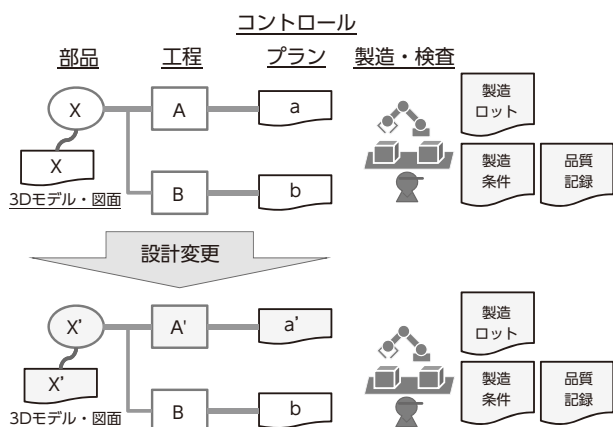 コントロール
部品 工程 プラン 製造・検査
X A a
製造
ロット
X
3Dモデル・図面
B b
製造
条件
品質
記録
設計変更
X' A' a'
製造
ロット
X'
3Dモデル・図面
B b
製造
条件
品質
記録